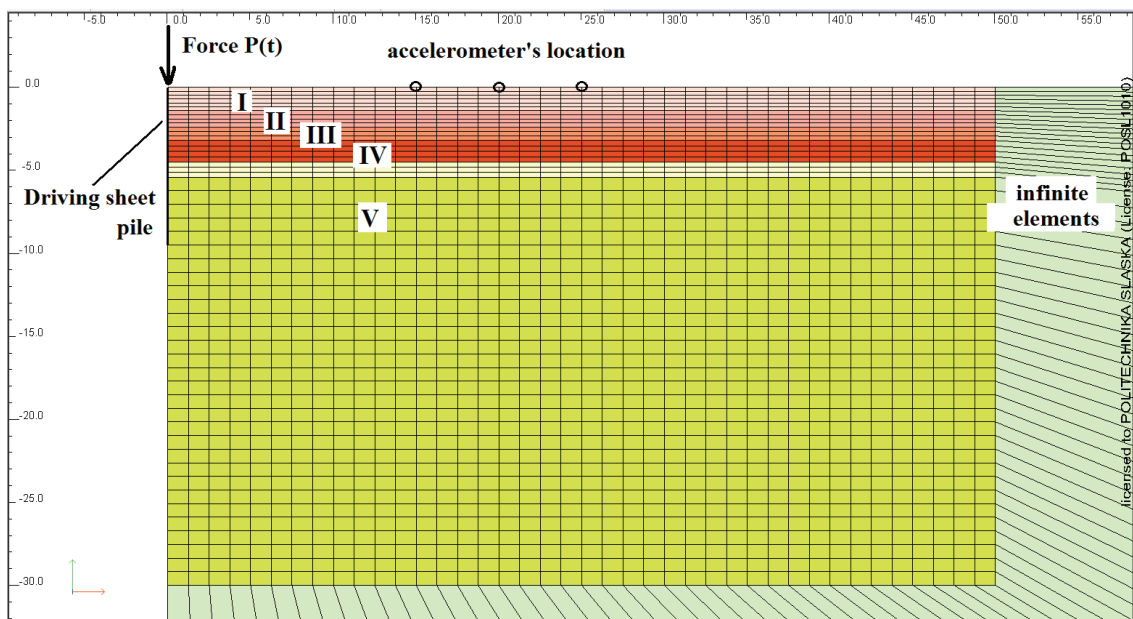 -5.0 0.0 5.0 10.0 15.0 20.0 25.0 30.0 35.0 40.0 45.0 50.0 55.0
Force P(t)
accelerometer's location
0.0
I
II
III
IV
-5.0
Driving sheet
pile
V
infinite
elements
-10.0
-15.0
-20.0
-25.0
-30.0
licensed to POLITECHNIKA SLASKA (License: POSL1010)